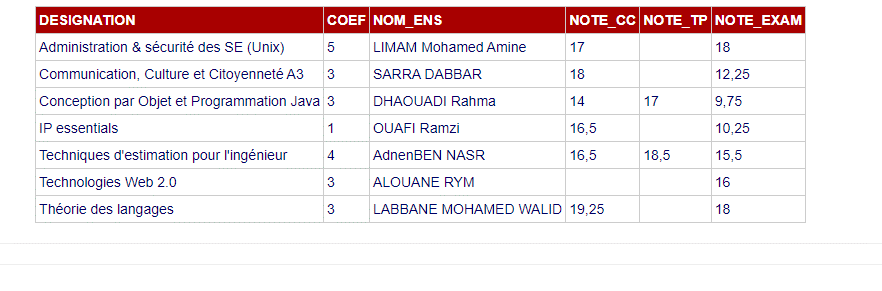 DESIGNATION COEF NOM_ENS NOTE_CC NOTE_TP NOTE_EXAM
Administration & sécurité des SE (Unix) 5 LIMAM Mohamed Amine 17 18
Communication, Culture et Citoyenneté A3 3 SARRA DABBAR 18 12,25
Conception par Objet et Programmation Java 3 DHAOUADI Rahma 14 17 9,75
IP essentials 1 OUAFI Ramzi 16,5 10,25
Techniques d'estimation pour l'ingénieur 4 AdnenBEN NASR 16,5 18,5 15,5
Technologies Web 2.0 3 ALOUANE RYM 16
Théorie des langages 3 LABBANE MOHAMED WALID 19,25 18